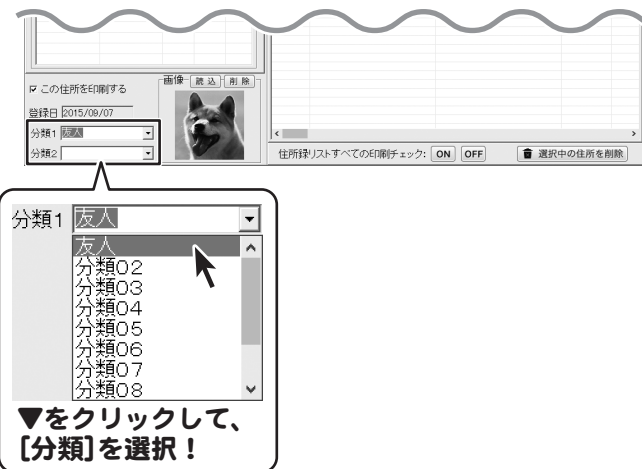 この住所を印刷する
画像 読込 削除
登録日 2015/09/07
分類1 友人
分類2
住所録リストすべての印刷チェック: ON OFF 選択中の住所を削除
分類1 友人
友人
分類02
分類03
分類04
分類05
分類06
分類07
分類08
▼をクリックして、
[分類]を選択！